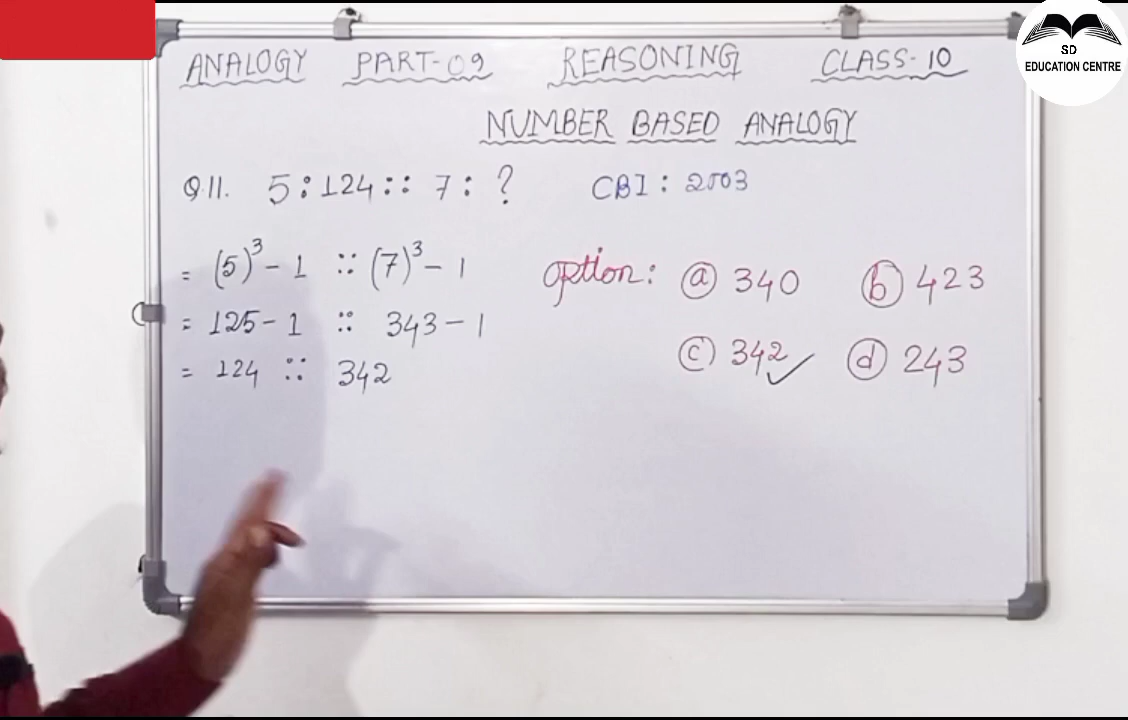 SD
EDUCATION CENTRE
ANALOGY PART-09 REASONING CLASS-10
NUMBER BASED ANALOGY
Q.11. 5 : 124 :: 7 : ? CBI : 2003
= (5)³ - 1 :: (7)³ - 1
= 125 - 1 :: 343 - 1
= 124 :: 342
option: (a) 340 (b) 423
(c) 342 ✓ (d) 243